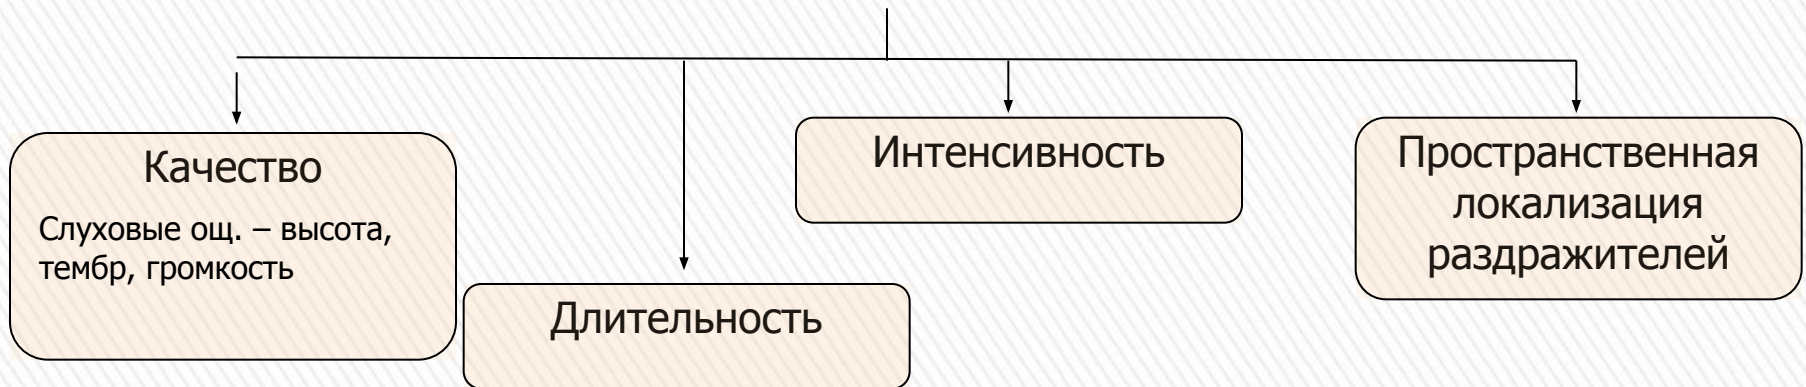 Качество
Слуховые ощ. – высота,
тембр, громкость
Длительность
Интенсивность
Пространственная
локализация
раздражителей